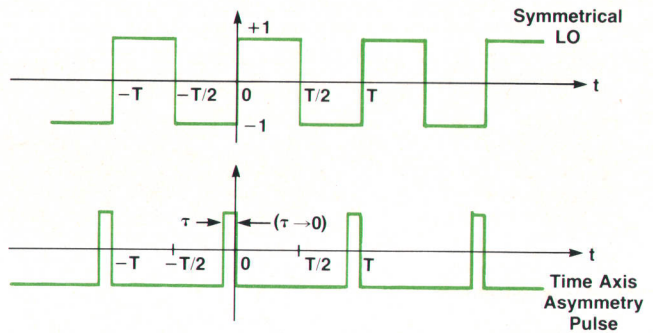 Symmetrical
LO
+1
−T −T/2 0 T/2 T t
−1
τ (τ→0)
−T −T/2 0 T/2 T t
Time Axis
Asymmetry
Pulse